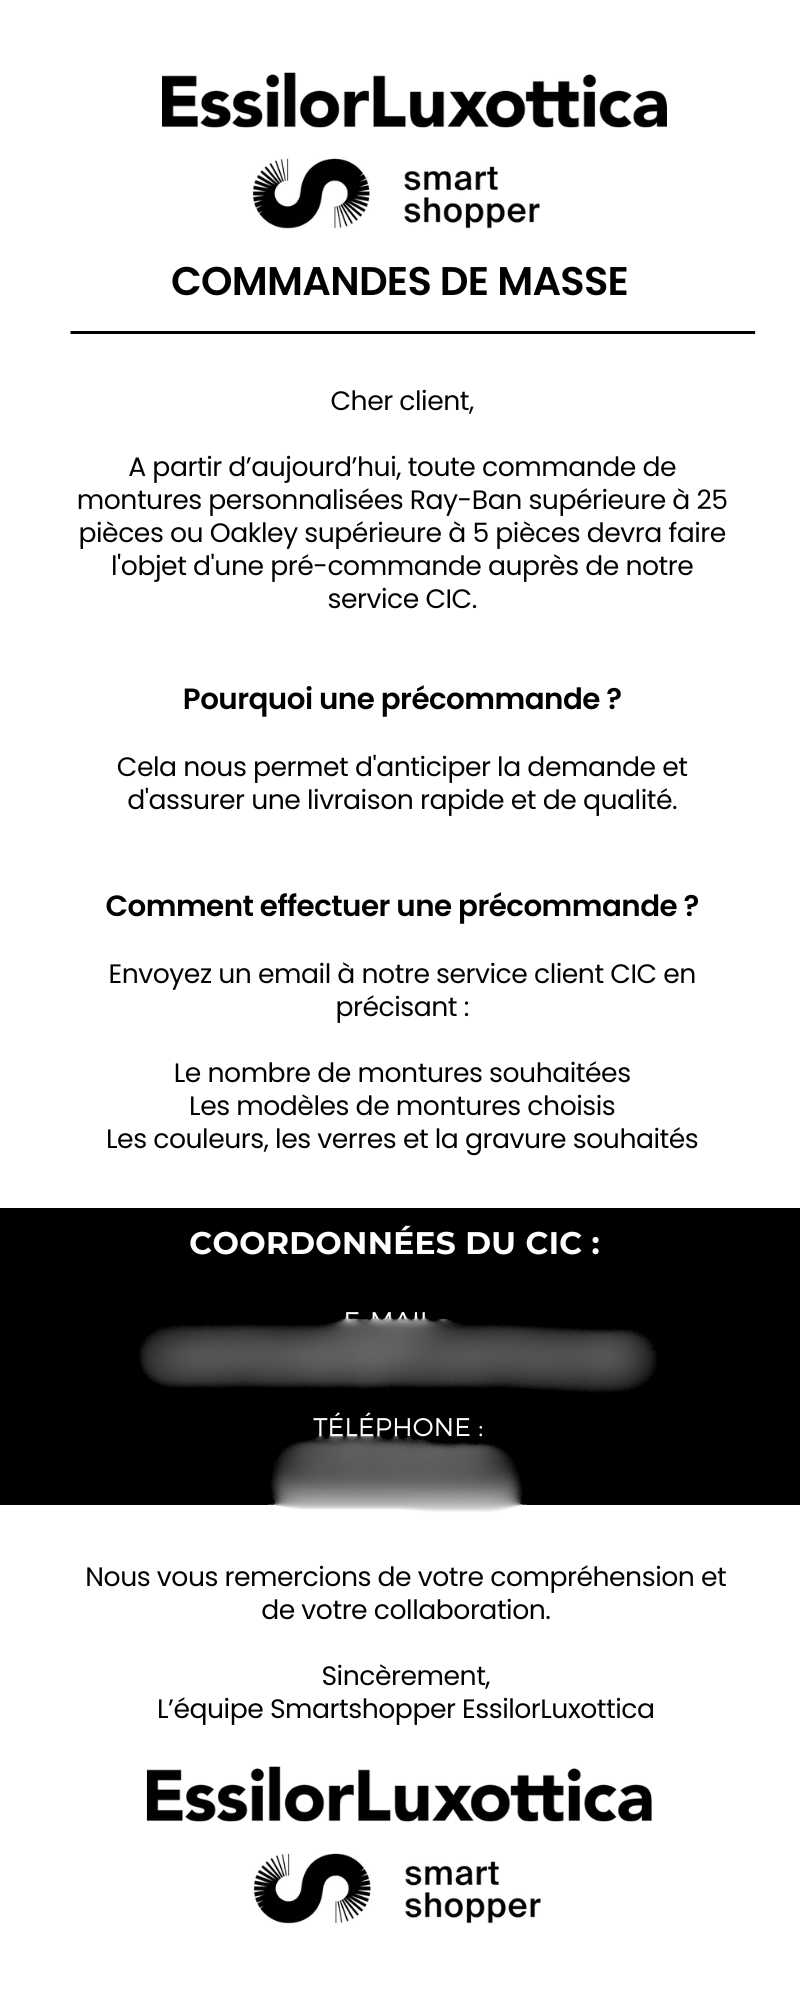 EssilorLuxottica
smart
shopper
COMMANDES DE MASSE
Cher client,
A partir d’aujourd’hui, toute commande de
montures personnalisées Ray-Ban supérieure à 25
pièces ou Oakley supérieure à 5 pièces devra faire
l'objet d'une pré-commande auprès de notre
service CIC.
Pourquoi une précommande ?
Cela nous permet d'anticiper la demande et
d'assurer une livraison rapide et de qualité.
Comment effectuer une précommande ?
Envoyez un email à notre service client CIC en
précisant :
Le nombre de montures souhaitées
Les modèles de montures choisis
Les couleurs, les verres et la gravure souhaités
COORDONNÉES DU CIC :
E-MAIL :
TÉLÉPHONE :
Nous vous remercions de votre compréhension et
de votre collaboration.
Sincèrement,
L’équipe Smartshopper EssilorLuxottica
EssilorLuxottica
smart
shopper